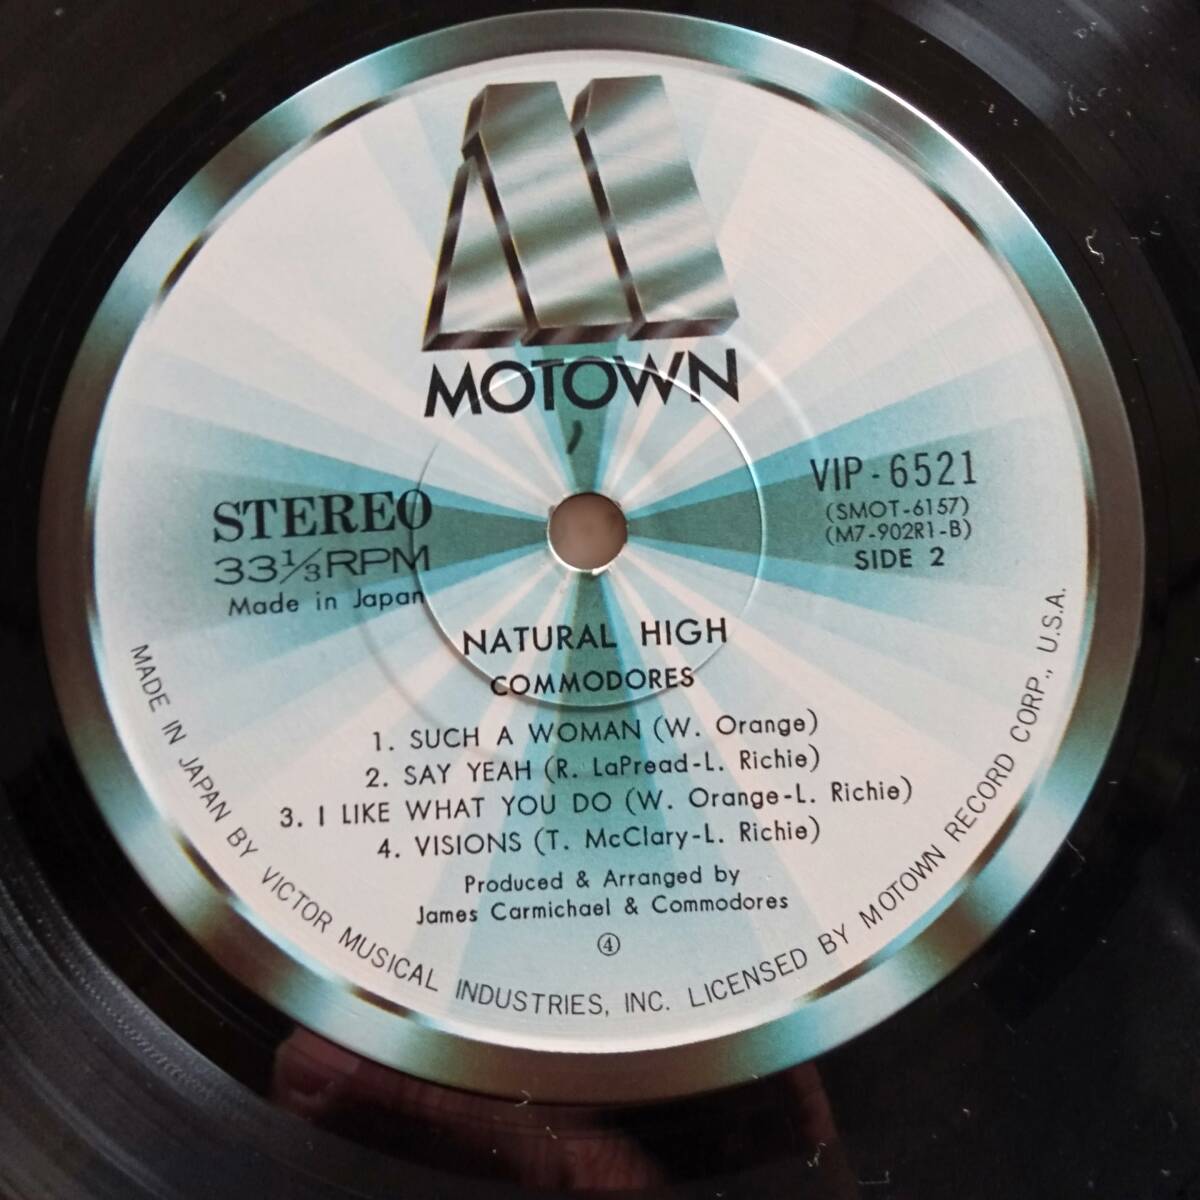 MOTOWN
STEREO
33⅓ RPM
Made in Japan
VIP-6521
(SMOT-6157)
(M7-902R1-B)
SIDE 2
NATURAL HIGH
COMMODORES
1. SUCH A WOMAN (W. Orange)
2. SAY YEAH (R. LaPread-L. Richie)
3. I LIKE WHAT YOU DO (W. Orange-L. Richie)
4. VISIONS (T. McClary-L. Richie)
Produced & Arranged by
James Carmichael & Commodores
④
MADE IN JAPAN BY VICTOR MUSICAL INDUSTRIES, INC. LICENSED BY MOTOWN RECORD CORP., U.S.A.